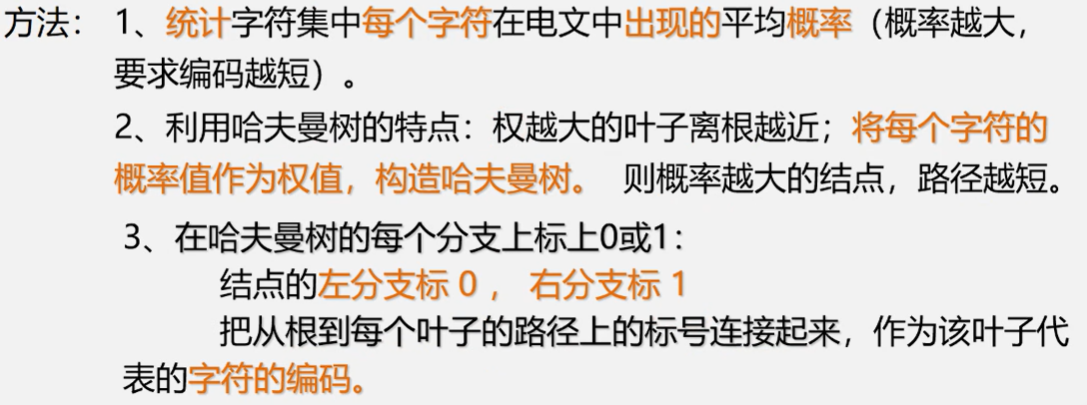 方法：1、统计字符集中每个字符在电文中出现的平均概率（概率越大，
要求编码越短）。
2、利用哈夫曼树的特点：权越大的叶子离根越近；将每个字符的
概率值作为权值，构造哈夫曼树。 则概率越大的结点，路径越短。
3、在哈夫曼树的每个分支上标上0或1：
结点的左分支标 0 ， 右分支标 1
把从根到每个叶子的路径上的标号连接起来，作为该叶子代
表的字符的编码。